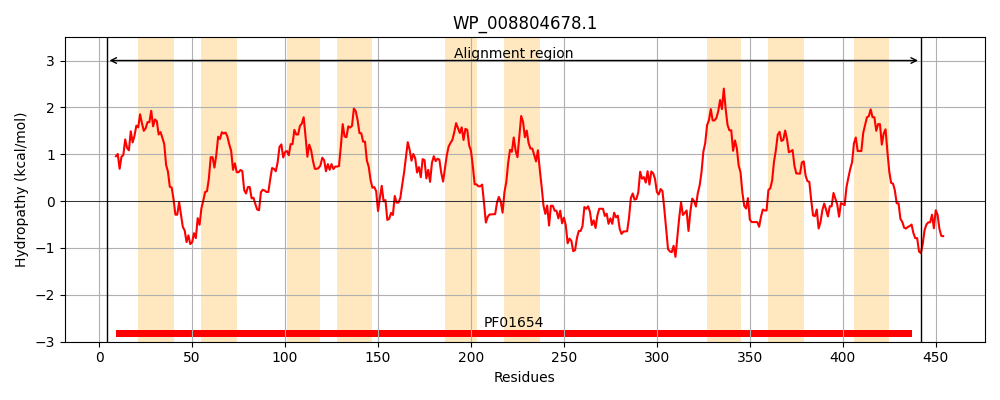 WP_008804678.1
Alignment region
Hydropathy (kcal/mol)
3
2
1
0
−1
−2
−3
PF01654
0 50 100 150 200 250 300 350 400 450
Residues